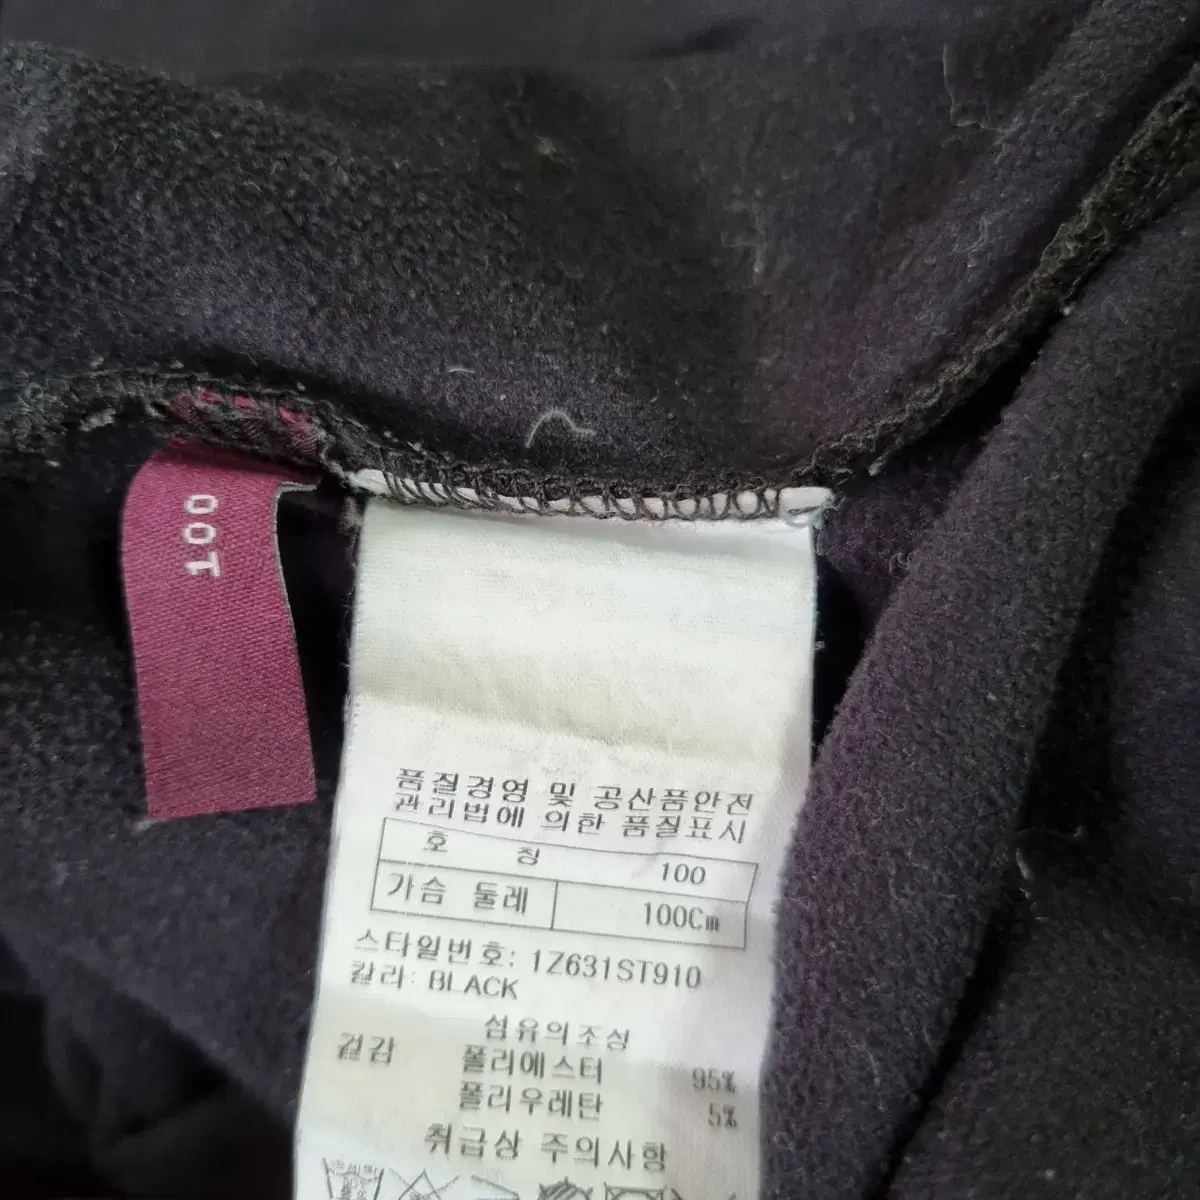 100
품질경영 및 공산품안전
관리법에 의한 품질표시
호 칭 100
가슴 둘레 100Cm
스타일번호: 1Z631ST910
칼라: BLACK
섬유의조성
겉감 폴리에스터 95%
폴리우레탄 5%
취급상 주의사항